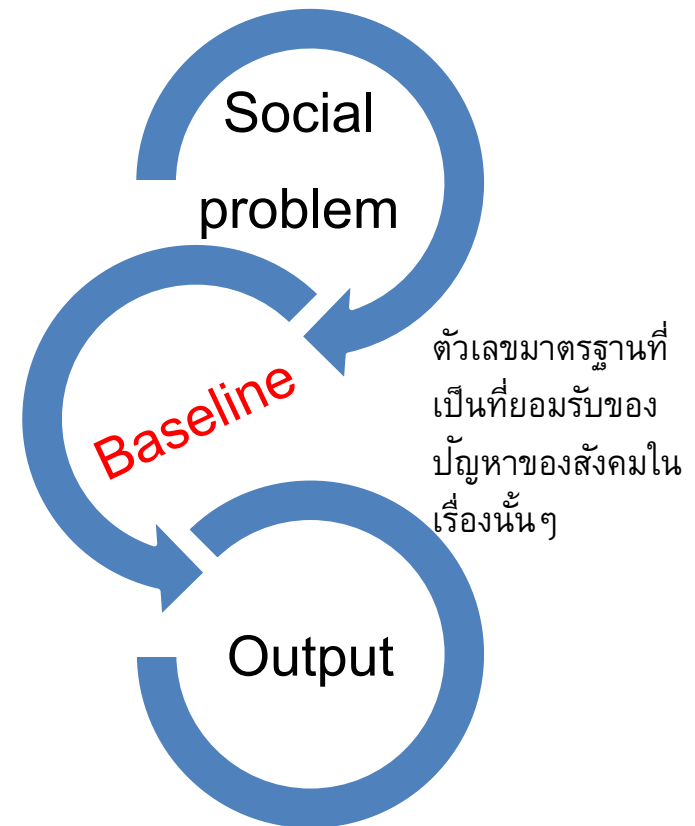 Social
problem
Baseline
ตัวเลขมาตรฐานที่
เป็นที่ยอมรับของ
ปัญหาของสังคมใน
เรื่องนั้นๆ
Output